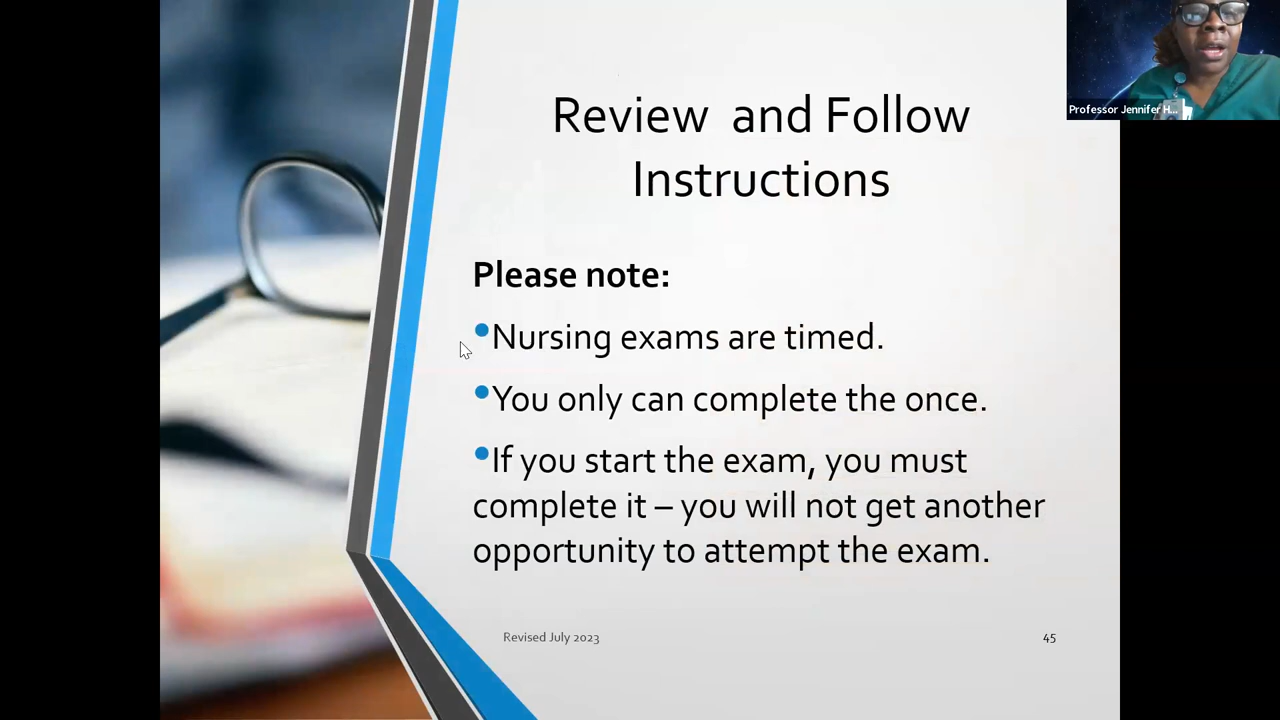 Professor Jennifer H...
Review and Follow
Instructions
Please note:
•Nursing exams are timed.
•You only can complete the once.
•If you start the exam, you must
complete it – you will not get another
opportunity to attempt the exam.
Revised July 2023
45